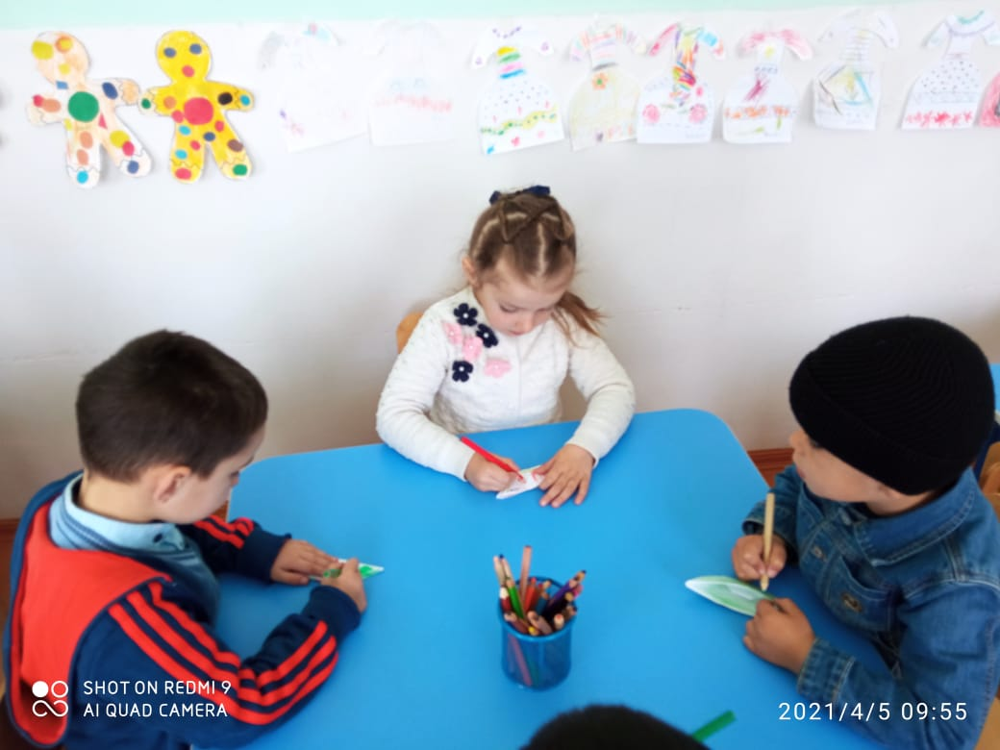 SHOT ON REDMI 9
AI QUAD CAMERA
2021/4/5 09:55